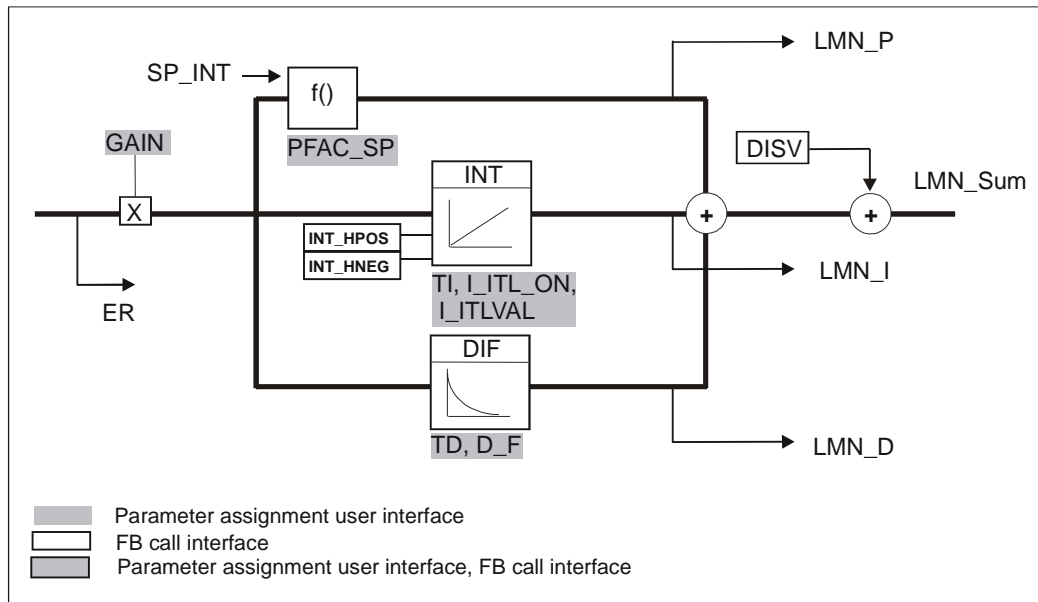 LMN_P
SP_INT
f()
GAIN
PFAC_SP
DISV
INT
LMN_Sum
X
+
+
INT_HPOS
INT_HNEG
LMN_I
TI, I_ITL_ON,
I_ITLVAL
ER
DIF
TD, D_F
LMN_D
Parameter assignment user interface
FB call interface
Parameter assignment user interface, FB call interface